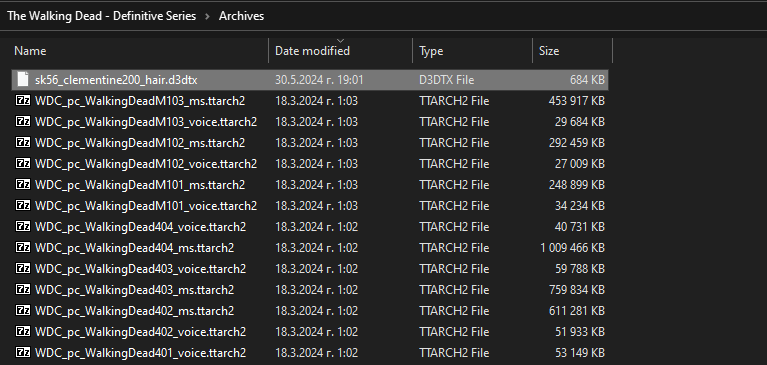 The Walking Dead - Definitive Series > Archives
Name Date modified Type Size
sk56_clementine200_hair.d3dtx 30.5.2024 г. 19:01 D3DTX File 684 KB
WDC_pc_WalkingDeadM103_ms.ttarch2 18.3.2024 г. 1:03 TTARCH2 File 453 917 KB
WDC_pc_WalkingDeadM103_voice.ttarch2 18.3.2024 г. 1:03 TTARCH2 File 29 684 KB
WDC_pc_WalkingDeadM102_ms.ttarch2 18.3.2024 г. 1:03 TTARCH2 File 292 459 KB
WDC_pc_WalkingDeadM102_voice.ttarch2 18.3.2024 г. 1:03 TTARCH2 File 27 009 KB
WDC_pc_WalkingDeadM101_ms.ttarch2 18.3.2024 г. 1:03 TTARCH2 File 248 899 KB
WDC_pc_WalkingDeadM101_voice.ttarch2 18.3.2024 г. 1:03 TTARCH2 File 34 234 KB
WDC_pc_WalkingDead404_voice.ttarch2 18.3.2024 г. 1:02 TTARCH2 File 40 731 KB
WDC_pc_WalkingDead404_ms.ttarch2 18.3.2024 г. 1:02 TTARCH2 File 1 009 466 KB
WDC_pc_WalkingDead403_voice.ttarch2 18.3.2024 г. 1:02 TTARCH2 File 59 788 KB
WDC_pc_WalkingDead403_ms.ttarch2 18.3.2024 г. 1:02 TTARCH2 File 759 834 KB
WDC_pc_WalkingDead402_ms.ttarch2 18.3.2024 г. 1:02 TTARCH2 File 611 281 KB
WDC_pc_WalkingDead402_voice.ttarch2 18.3.2024 г. 1:02 TTARCH2 File 51 933 KB
WDC_pc_WalkingDead401_voice.ttarch2 18.3.2024 г. 1:02 TTARCH2 File 53 149 KB